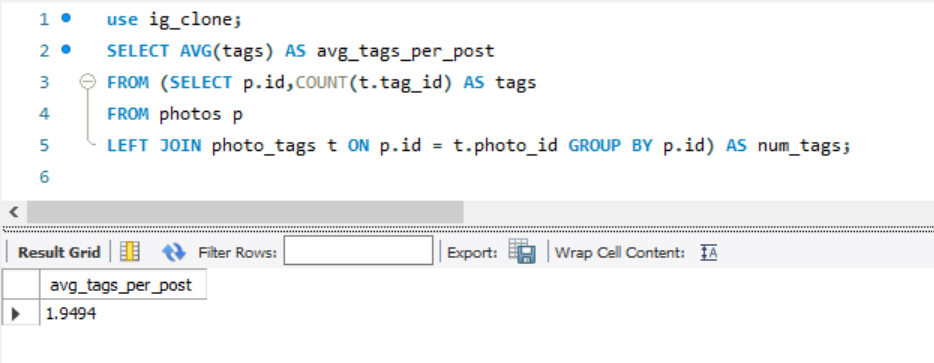 1 use ig_clone;
2 SELECT AVG(tags) AS avg_tags_per_post
3 FROM (SELECT p.id,COUNT(t.tag_id) AS tags
4 FROM photos p
5 LEFT JOIN photo_tags t ON p.id = t.photo_id GROUP BY p.id) AS num_tags;
6
Result Grid Filter Rows: Export: Wrap Cell Content: IA
avg_tags_per_post
1.9494